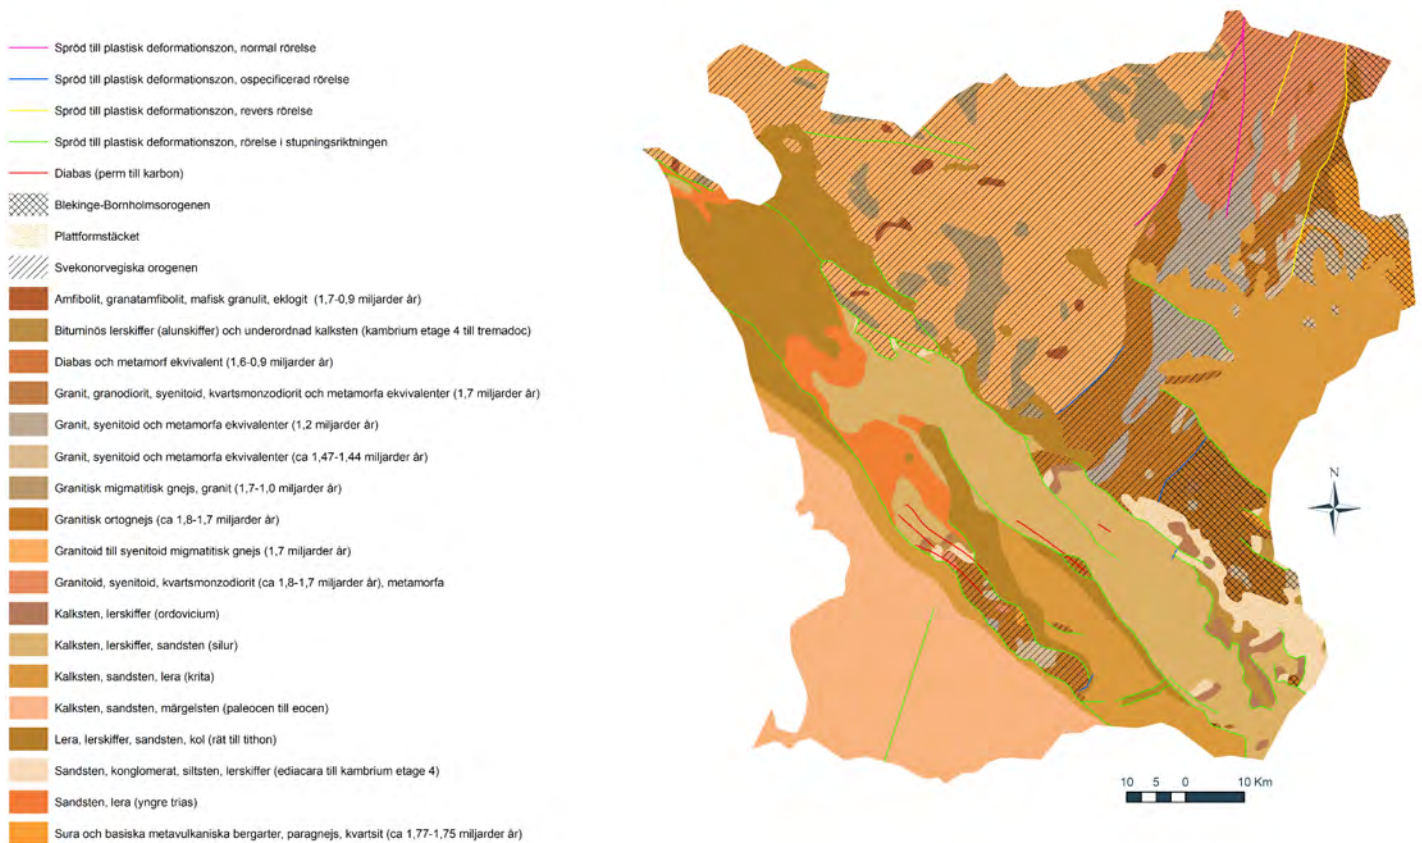 Spröd till plastisk deformationszon, normal rörelse
Spröd till plastisk deformationszon, ospecificerad rörelse
Spröd till plastisk deformationszon, revers rörelse
Spröd till plastisk deformationszon, rörelse i stupningsriktningen
Diabas (perm till karbon)
Blekinge-Bornholmsorogenen
Plattformstäcket
Svekonorvegiska orogenen
Amfibolit, granatamfibolit, mafisk granulit, eklogit (1,7-0,9 miljarder år)
Bituminös lerskiffer (alunskiffer) och underordnad kalksten (kambrium etage 4 till tremadoc)
Diabas och metamorf ekvivalent (1,6-0,9 miljarder år)
Granit, granodiorit, syenitoid, kvartsmonzodiorit och metamorfa ekvivalenter (1,7 miljarder år)
Granit, syenitoid och metamorfa ekvivalenter (1,2 miljarder år)
Granit, syenitoid och metamorfa ekvivalenter (ca 1,47-1,44 miljarder år)
Granitisk migmatitisk gnejs, granit (1,7-1,0 miljarder år)
Granitisk ortognejs (ca 1,8-1,7 miljarder år)
Granitoid till syenitoid migmatitisk gnejs (1,7 miljarder år)
Granitoid, syenitoid, kvartsmonzodiorit (ca 1,8-1,7 miljarder år), metamorfa
Kalksten, lerskiffer (ordovicium)
Kalksten, lerskiffer, sandsten (silur)
Kalksten, sandsten, lera (krita)
Kalksten, sandsten, märgelsten (paleocen till eocen)
Lera, lerskiffer, sandsten, kol (rät till tithon)
Sandsten, konglomerat, siltsten, lerskiffer (ediacara till kambrium etage 4)
Sandsten, lera (yngre trias)
Sura och basiska metavulkaniska bergarter, paragnejs, kvartsit (ca 1,77-1,75 miljarder år)
N
10 5 0 10 Km